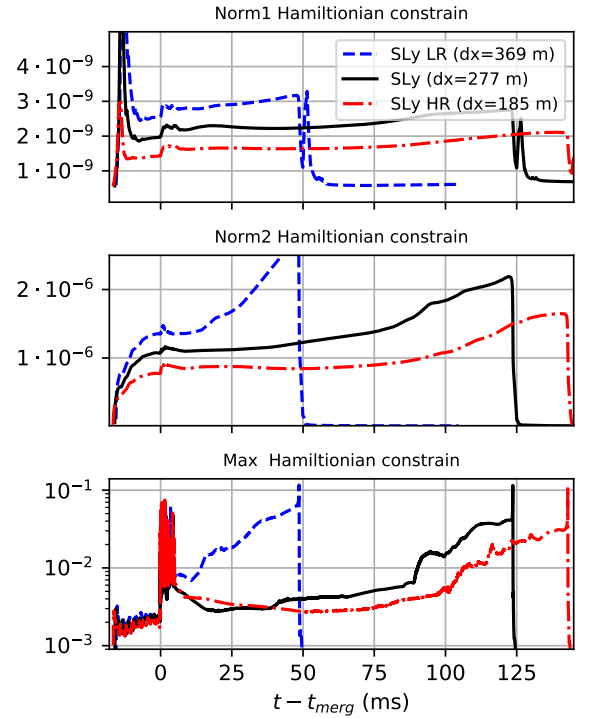 Norm1 Hamiltionian constrain
4 · 10⁻⁹
3 · 10⁻⁹
2 · 10⁻⁹
1 · 10⁻⁹
SLy LR (dx=369 m)
SLy (dx=277 m)
SLy HR (dx=185 m)
Norm2 Hamiltionian constrain
2 · 10⁻⁶
1 · 10⁻⁶
Max Hamiltionian constrain
10⁻¹
10⁻²
10⁻³
0 25 50 75 100 125
t − tₘₑᵣg (ms)